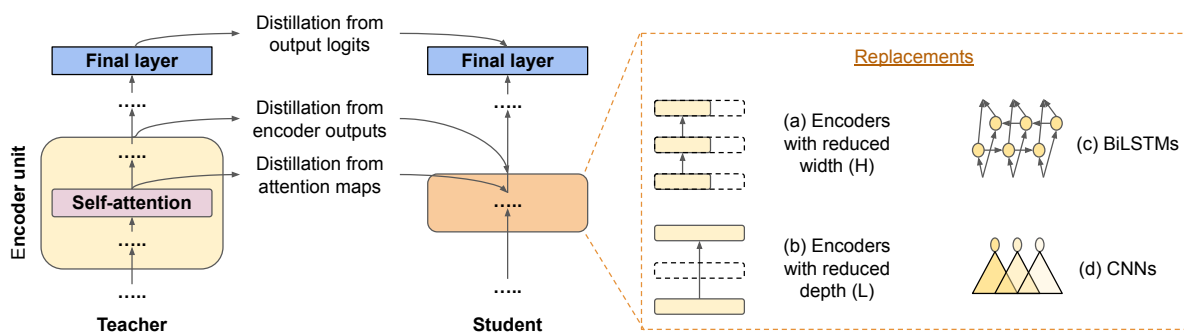 Distillation from
output logits
Final layer
Final layer
.....
.....
Distillation from
encoder outputs
Encoder unit
.....
Distillation from
attention maps
Self-attention
.....
.....
.....
.....
Teacher
Student
Replacements
(a) Encoders
with reduced
width (H)
(b) Encoders
with reduced
depth (L)
(c) BiLSTMs
(d) CNNs